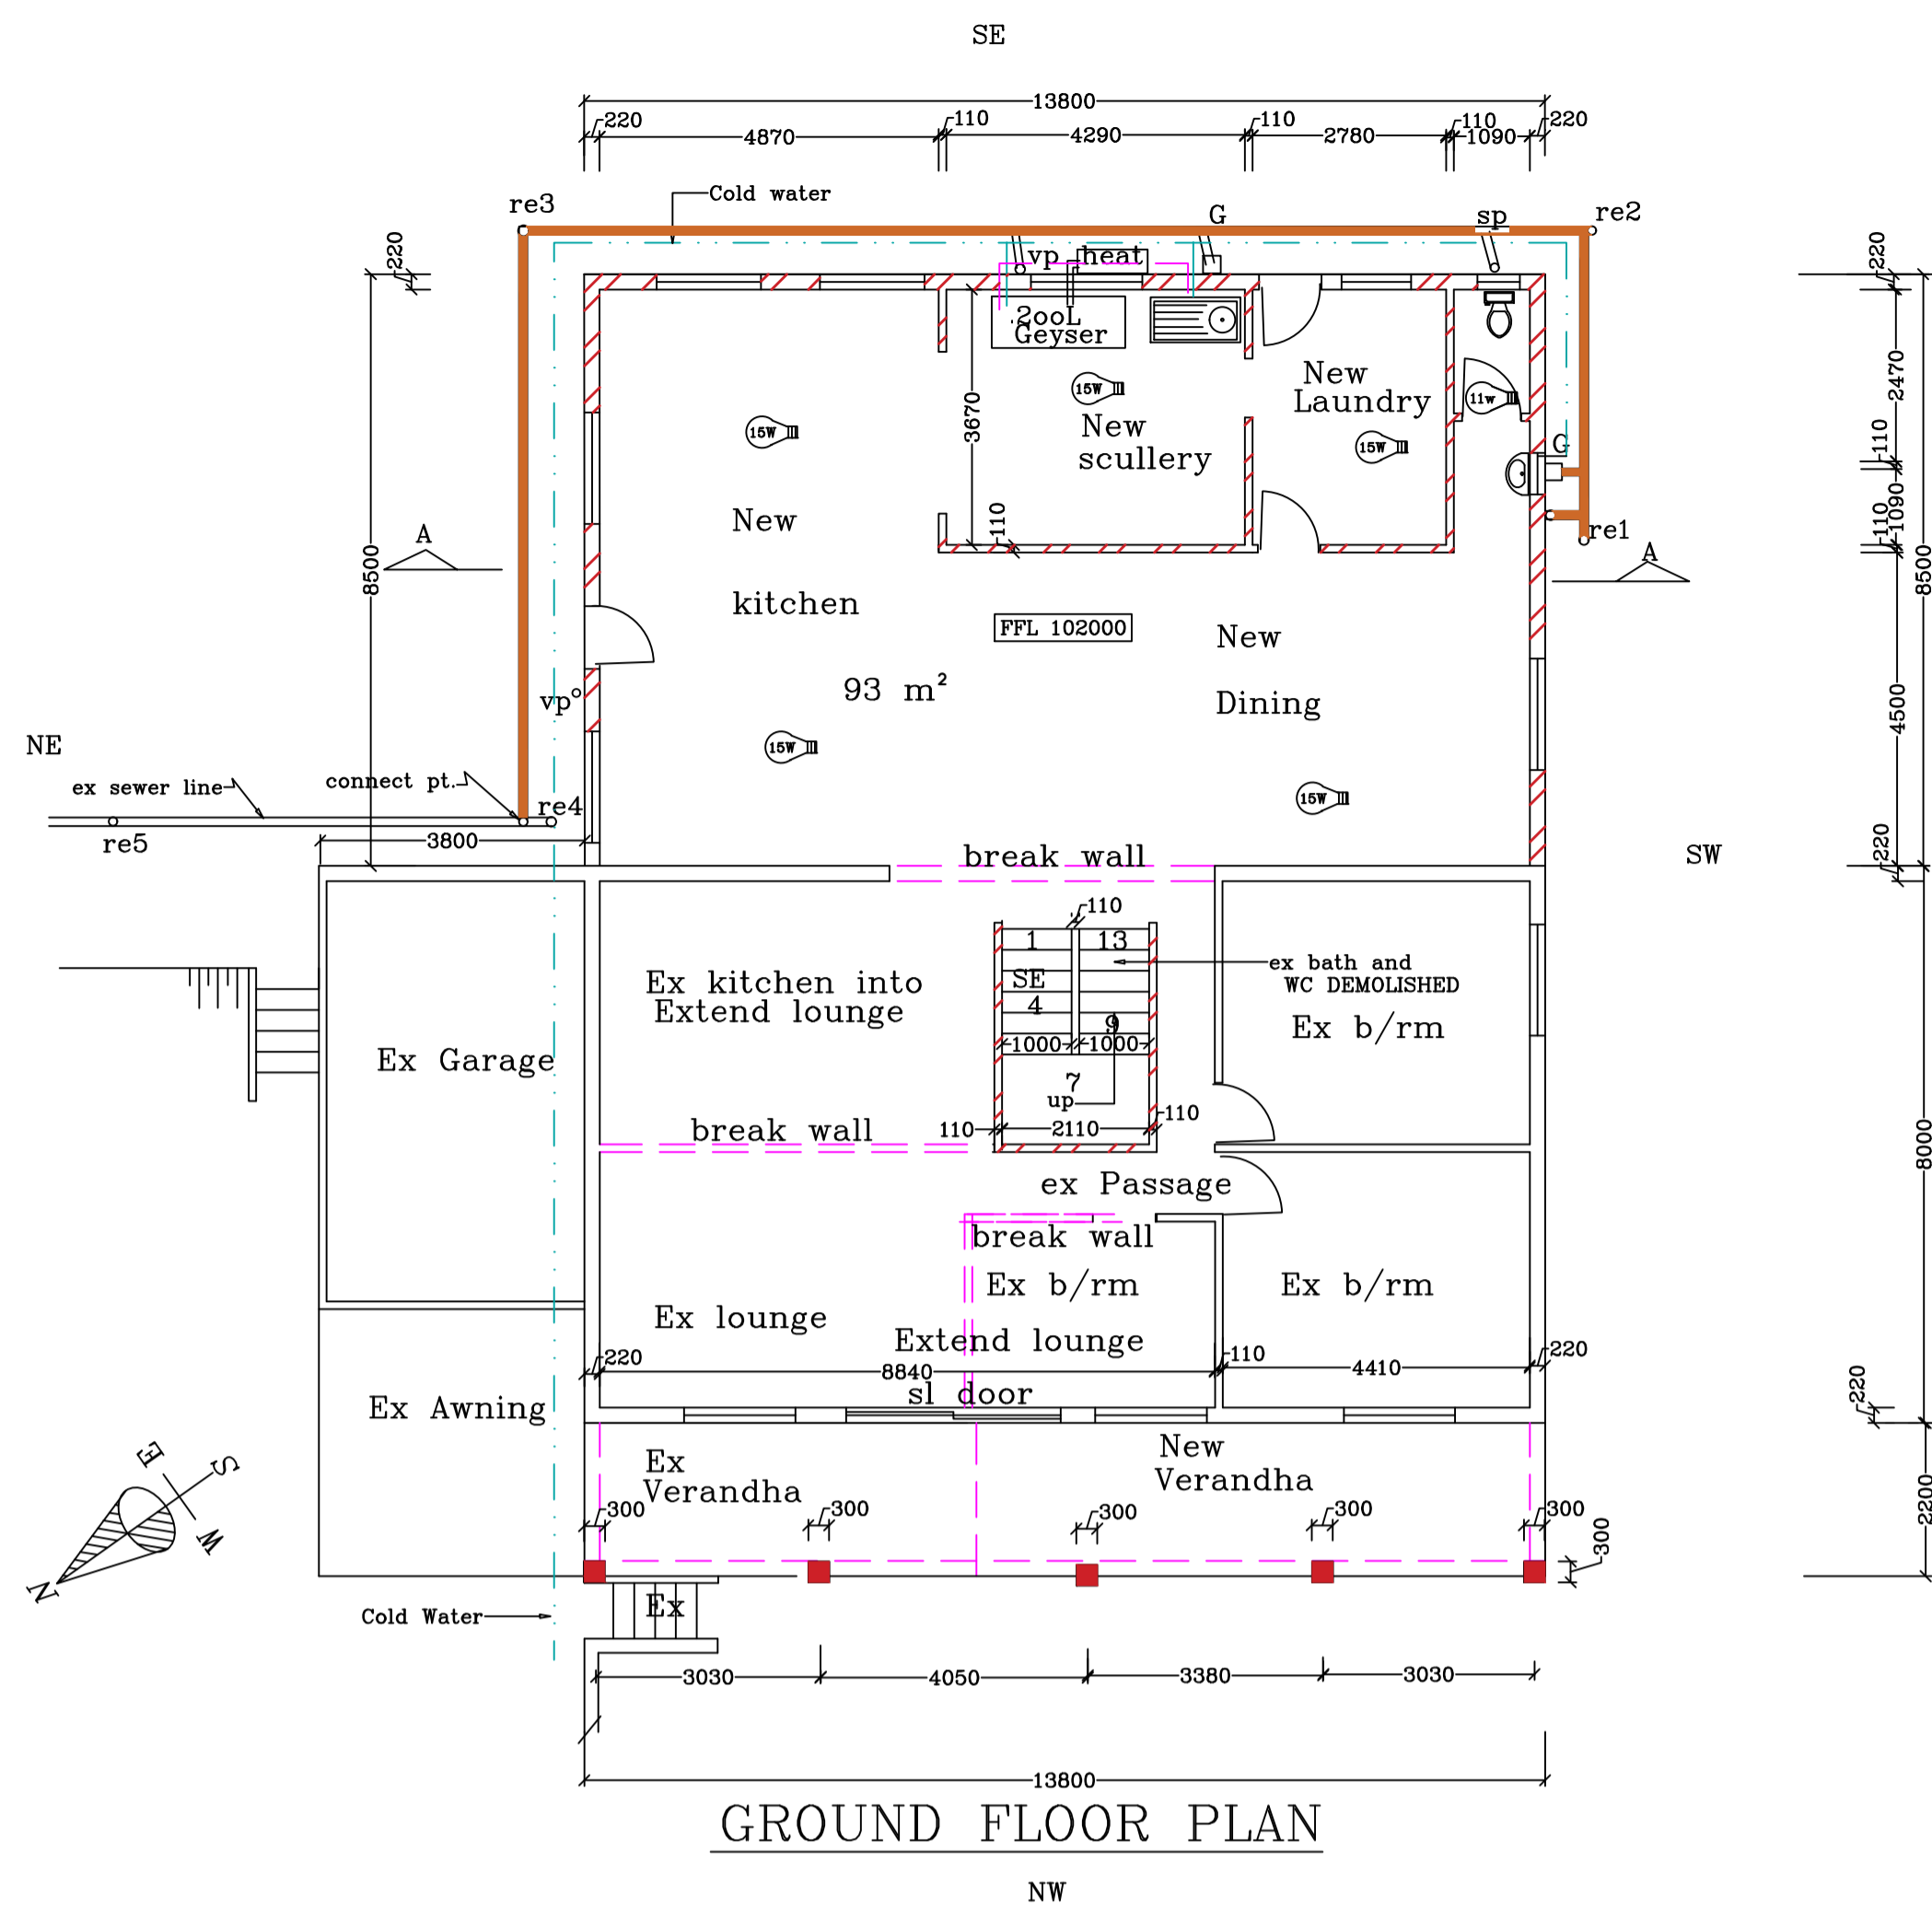 SE
13800
220
4870
110
4290
110
2780
110
1090
220
re3
Cold water
G
sp
re2
220
vp heat
220
2ooL
Geyser
New
Laundry
15W
11w
2470
3670
15W
New
scullery
15W
G
110
110
1090
110
re1
New
A
A
8500
8500
kitchen
FFL 102000
New
93 m²
Dining
4500
vp
NE
15W
ex sewer line
connect pt.
15W
re4
re5
3800
break wall
220
SW
110
1
13
ex bath and
WC DEMOLISHED
SE
Ex kitchen into
Extend lounge
4
9
Ex b/rm
1000
1000
Ex Garage
7
up
break wall
110
2110
110
8000
ex Passage
break wall
Ex b/rm
Ex b/rm
Ex lounge
Extend lounge
220
8840
110
4410
220
sl door
220
Ex Awning
Ex
Verandha
New
Verandha
E
S
W
N
300
300
300
300
300
300
2200
Cold Water
Ex
3030
4050
3380
3030
13800
GROUND FLOOR PLAN
NW